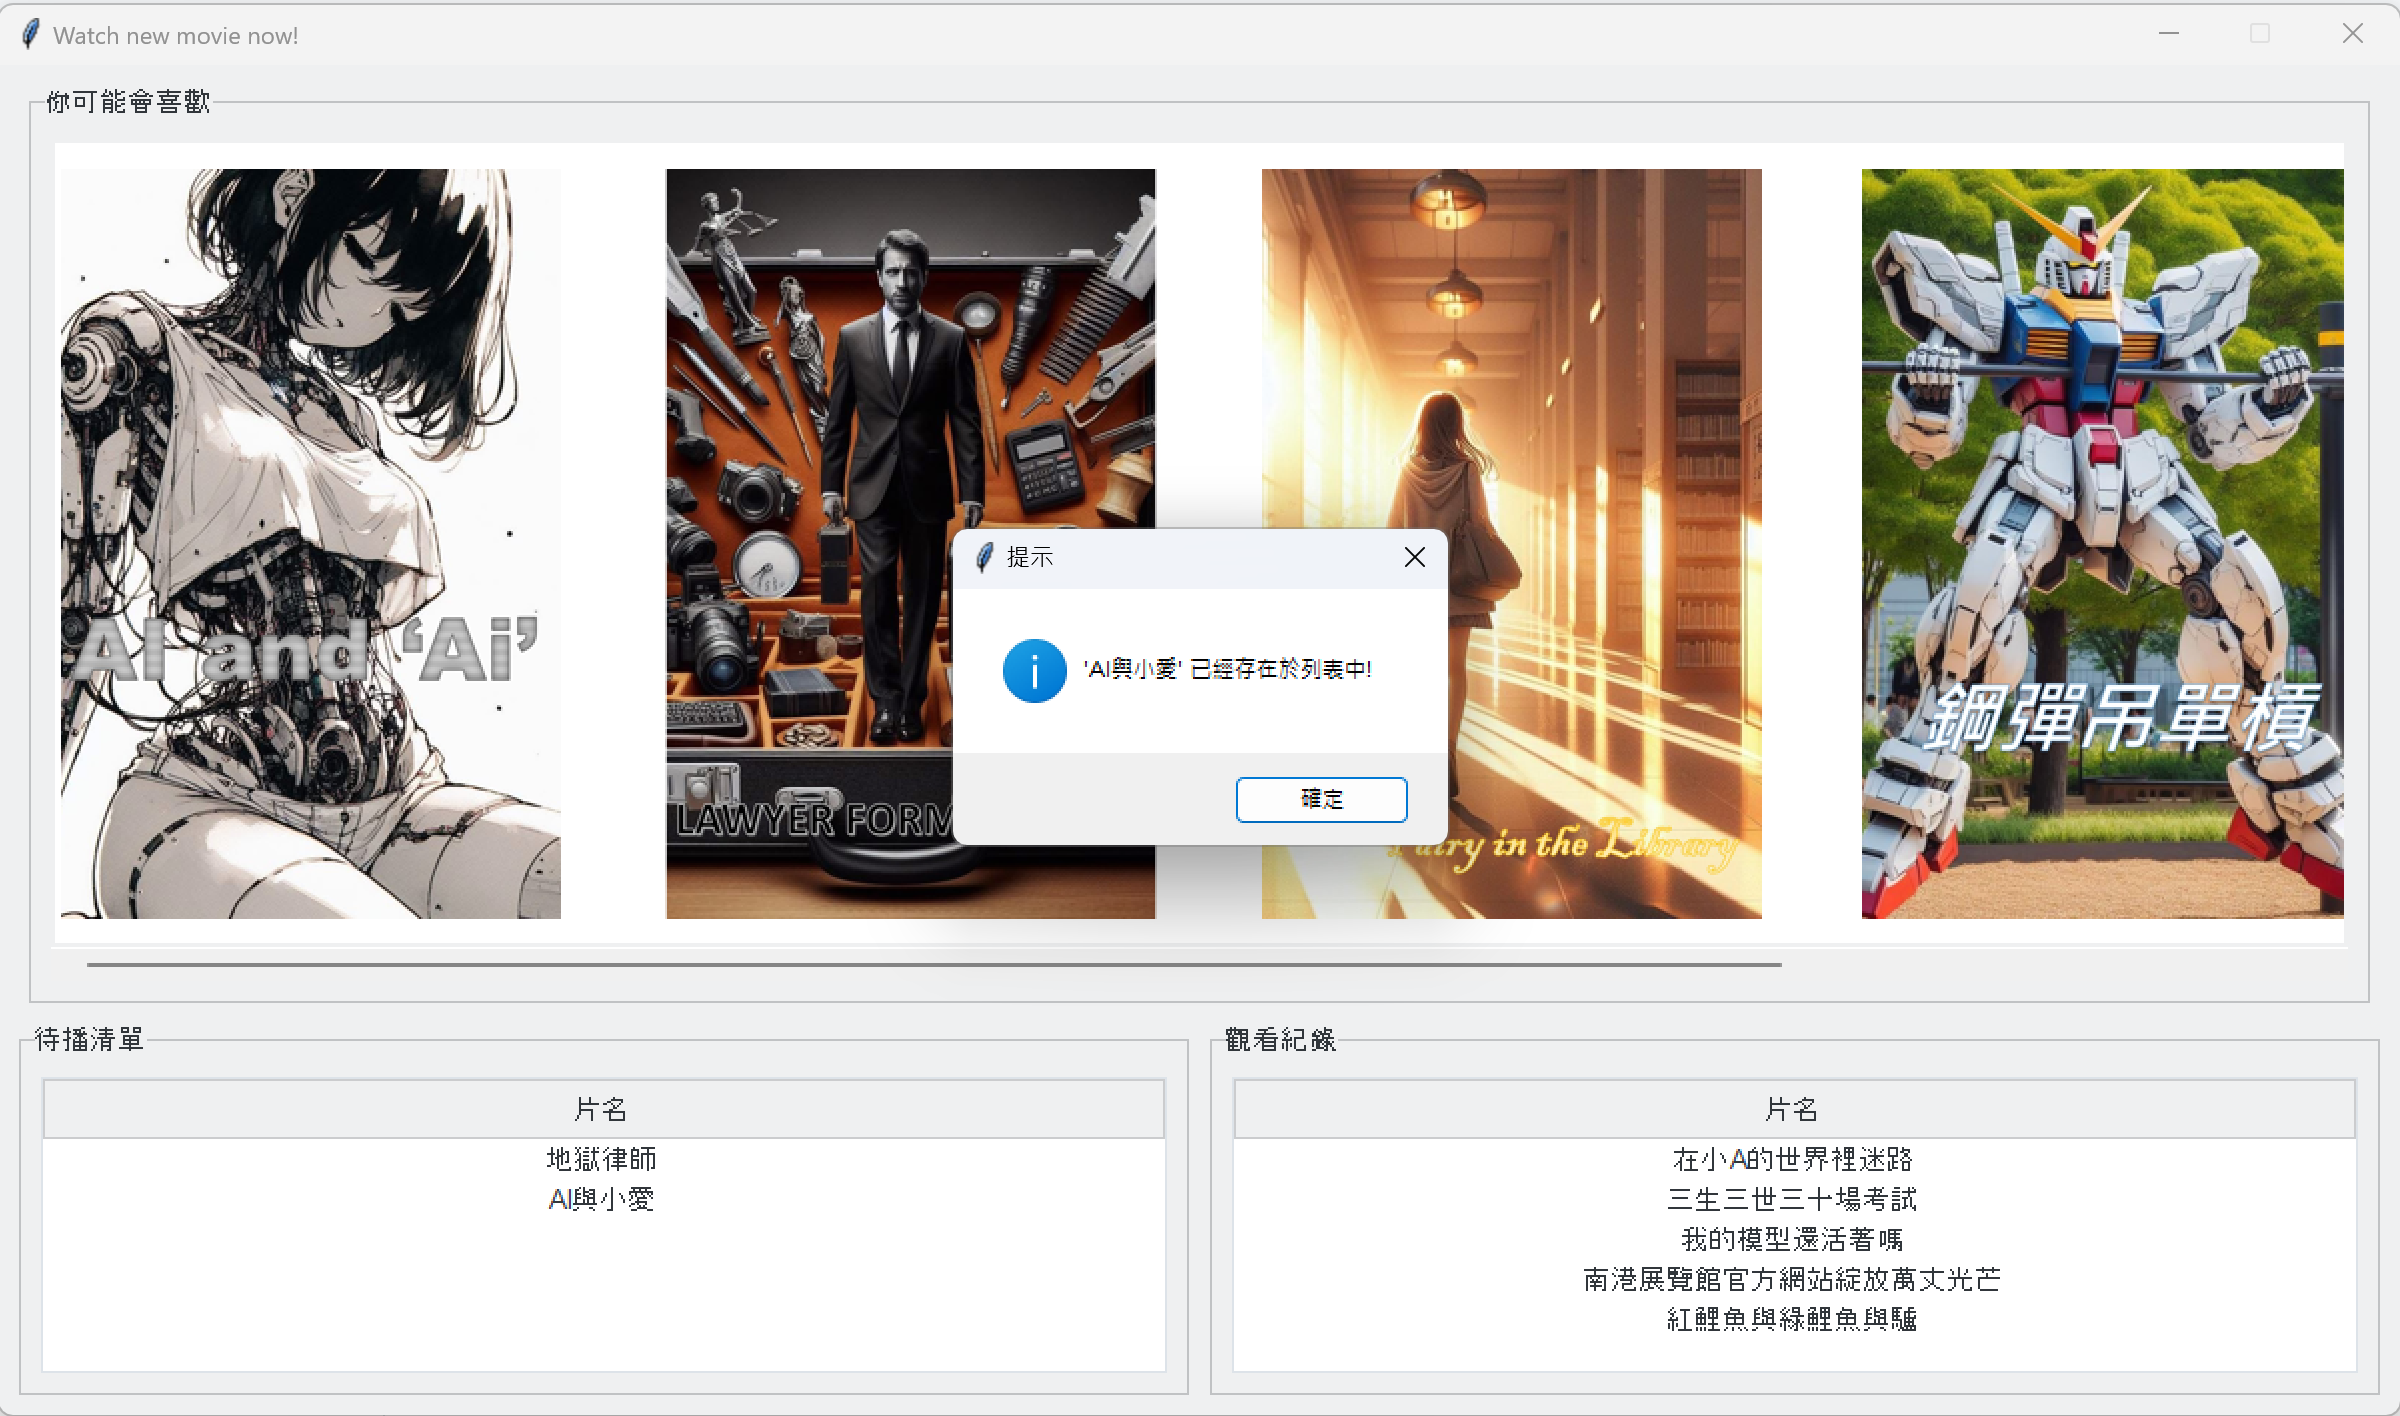 Watch new movie now!
你可能會喜歡
AI and ‘Ai’
LAWYER FORM
Fairy in the Library
鋼彈吊單槓
提示
'AI與小愛' 已經存在於列表中!
確定
待播清單
片名
地獄律師
AI與小愛
觀看紀錄
片名
在小A的世界裡迷路
三生三世三十場考試
我的模型還活著嗎
南港展覽館官方網站綻放萬丈光芒
紅鯉魚與綠鯉魚與驢